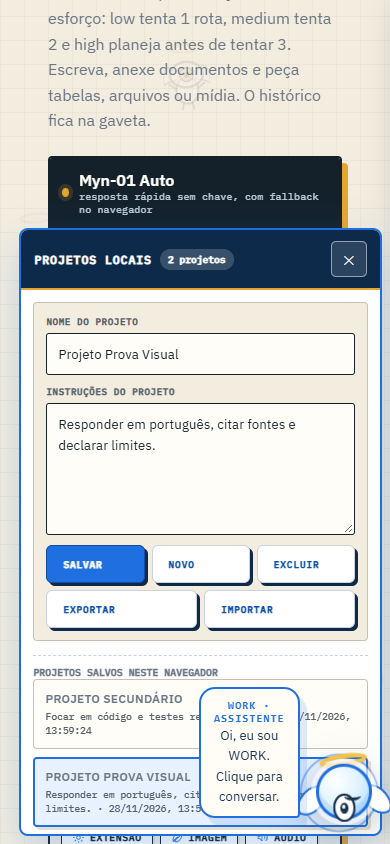 esforço: low tenta 1 rota, medium tenta
2 e high planeja antes de tentar 3.
Escreva, anexe documentos e peça
tabelas, arquivos ou mídia. O histórico
fica na gaveta.
Myn-01 Auto
resposta rápida sem chave, com fallback
no navegador
PROJETOS LOCAIS
2 projetos
×
NOME DO PROJETO
Projeto Prova Visual
INSTRUÇÕES DO PROJETO
Responder em português, citar fontes e
declarar limites.
SALVAR
NOVO
EXCLUIR
EXPORTAR
IMPORTAR
PROJETOS SALVOS NESTE NAVEGADOR
PROJETO SECUNDÁRIO
Focar em código e testes /11/2026,
13:59:24
PROJETO PROVA VISUAL
Responder em português,
limites. · 28/11/2026,
WORK ·
ASSISTENTE
Oi, eu sou
WORK.
Clique para
conversar.
EXTENSÃO
IMAGEM
ÁUDIO